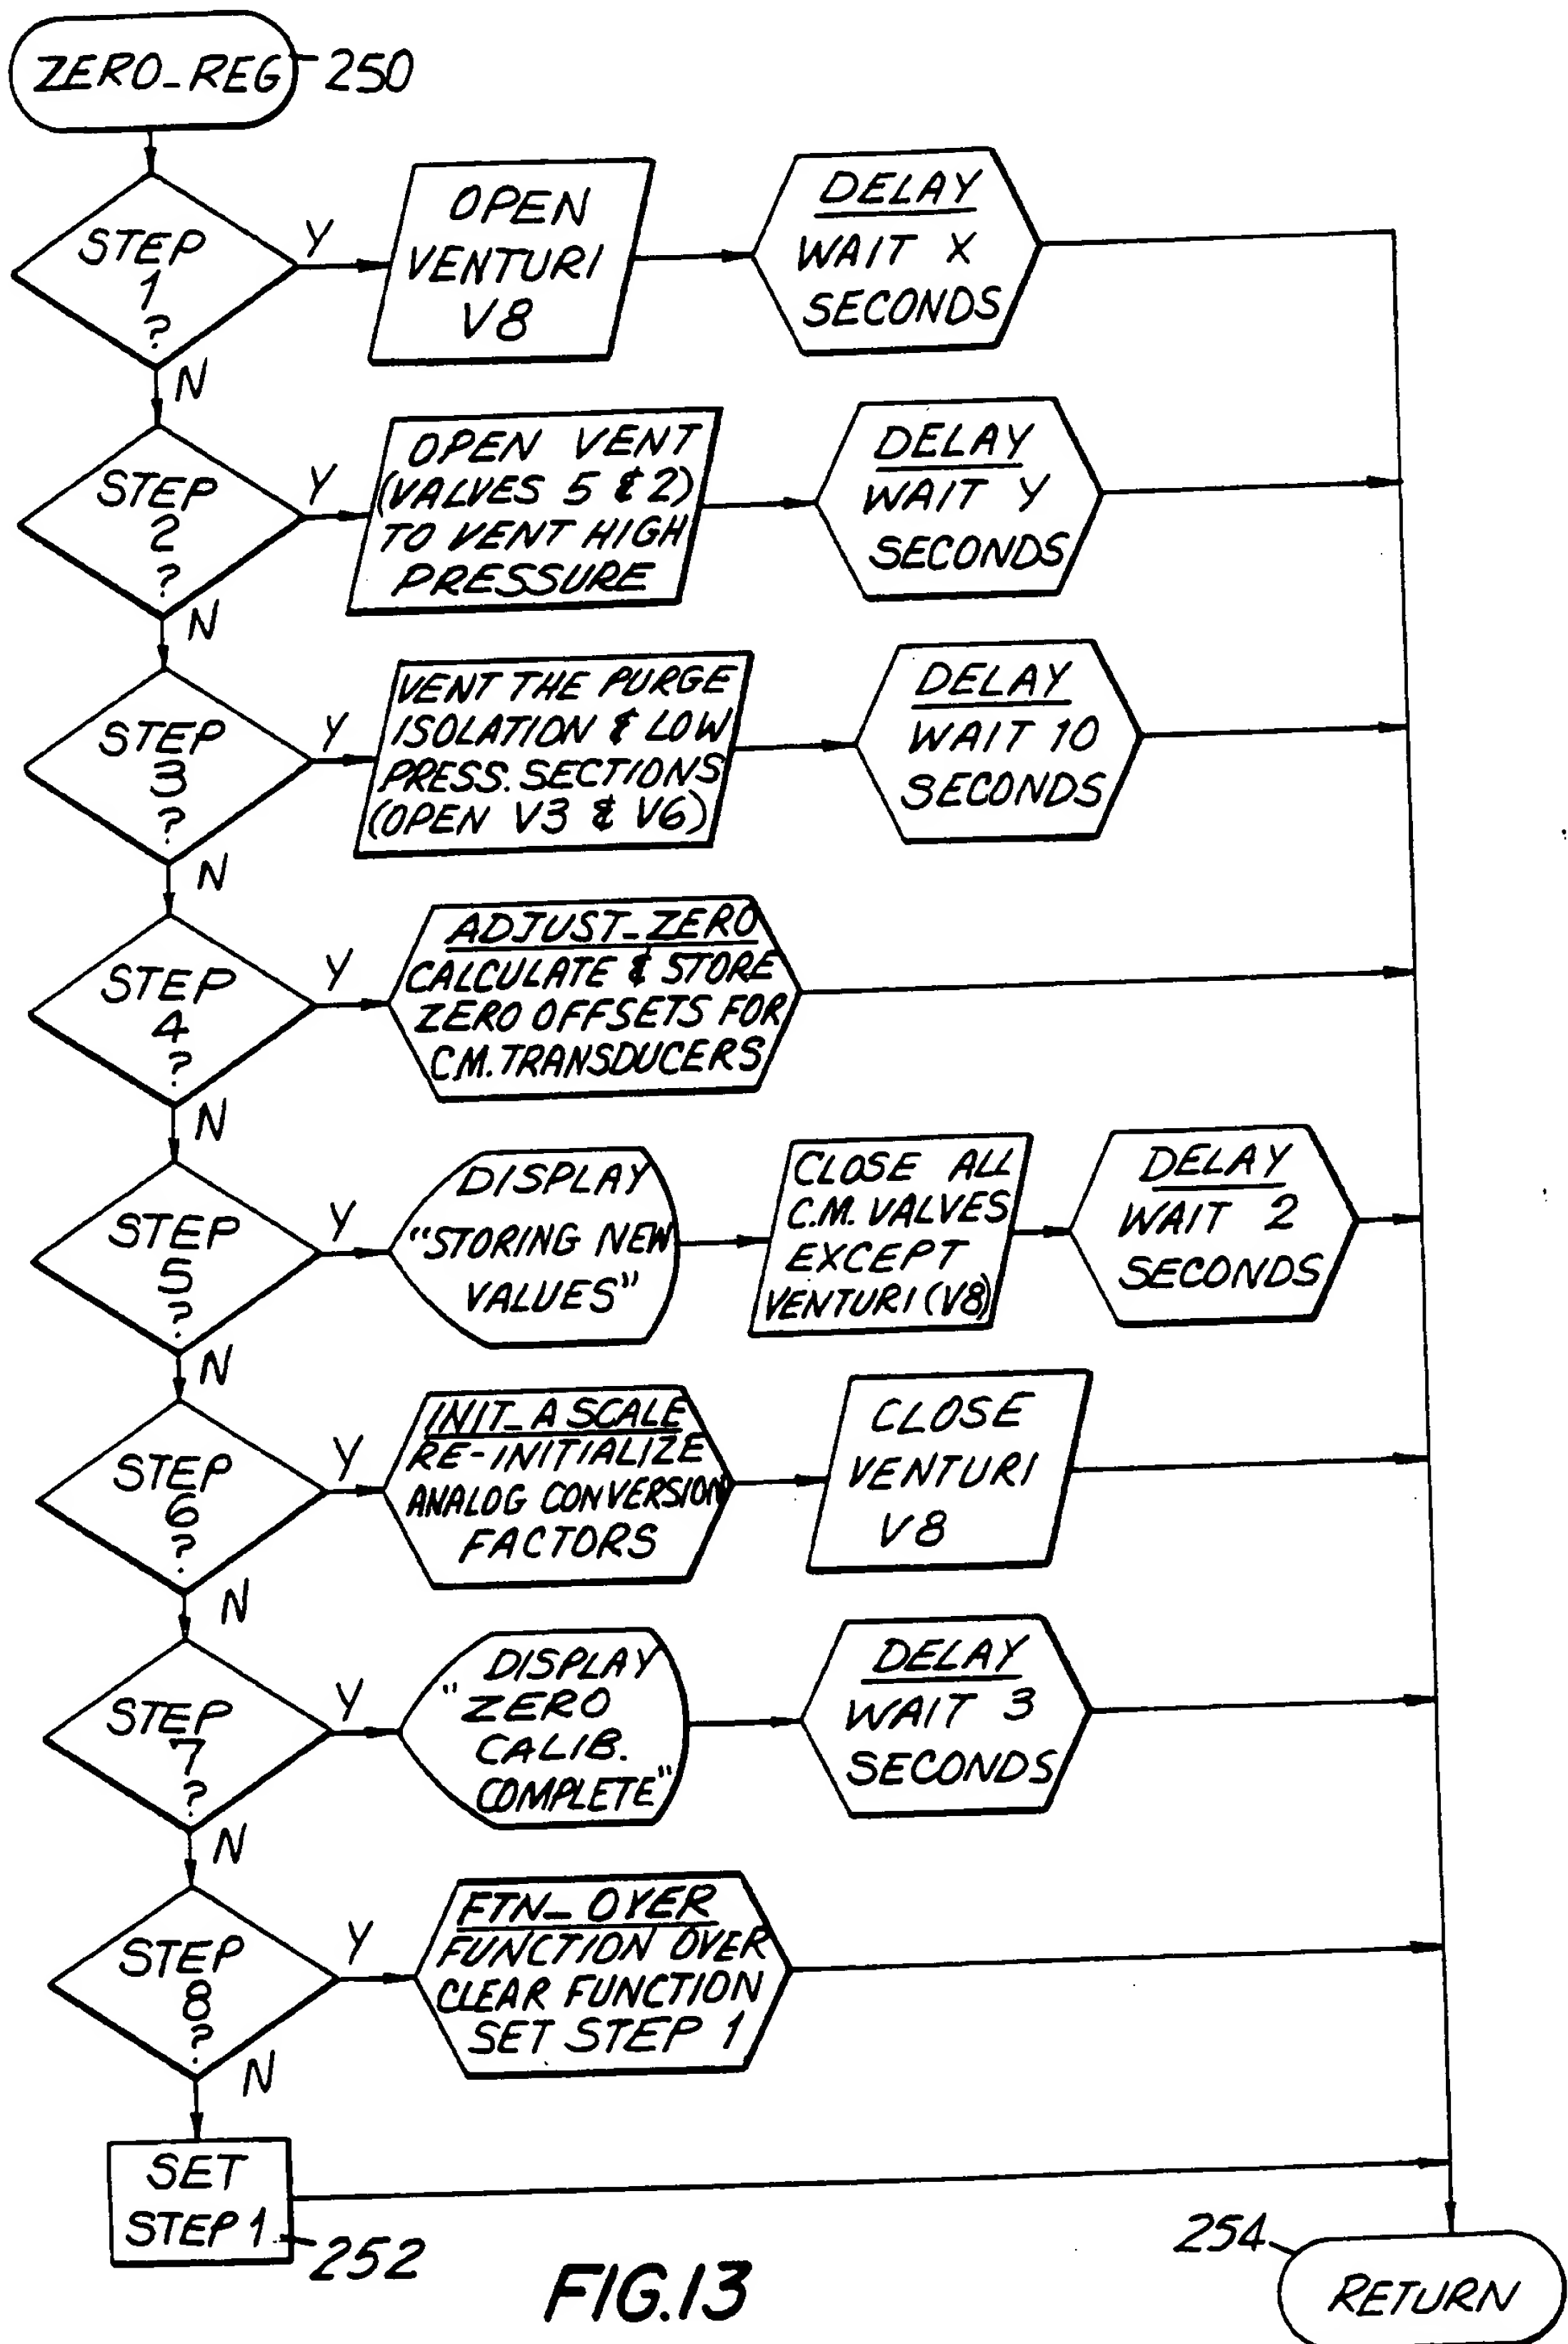 ZERO_REG 250
STEP
1
?
Y
N
OPEN
VENTURI
V8
DELAY
WAIT X
SECONDS
STEP
2
?
Y
N
OPEN VENT
(VALVES 5 & 2)
TO VENT HIGH
PRESSURE
DELAY
WAIT Y
SECONDS
STEP
3
?
Y
N
VENT THE PURGE
ISOLATION & LOW
PRESS. SECTIONS
(OPEN V3 & V6)
DELAY
WAIT 10
SECONDS
STEP
4
?
Y
N
ADJUST_ZERO
CALCULATE & STORE
ZERO OFFSETS FOR
C.M. TRANSDUCERS
STEP
5
?
Y
N
DISPLAY
"STORING NEW
VALUES"
CLOSE ALL
C.M. VALVES
EXCEPT
VENTURI (V8)
DELAY
WAIT 2
SECONDS
STEP
6
?
Y
N
INIT_A SCALE
RE-INITIALIZE
ANALOG CONVERSION
FACTORS
CLOSE
VENTURI
V8
STEP
7
?
Y
N
DISPLAY
"ZERO
CALIB.
COMPLETE"
DELAY
WAIT 3
SECONDS
STEP
8
?
Y
N
FTN_OYER
FUNCTION OVER
CLEAR FUNCTION
SET STEP 1
SET
STEP 1
252
254
RETURN
FIG.13